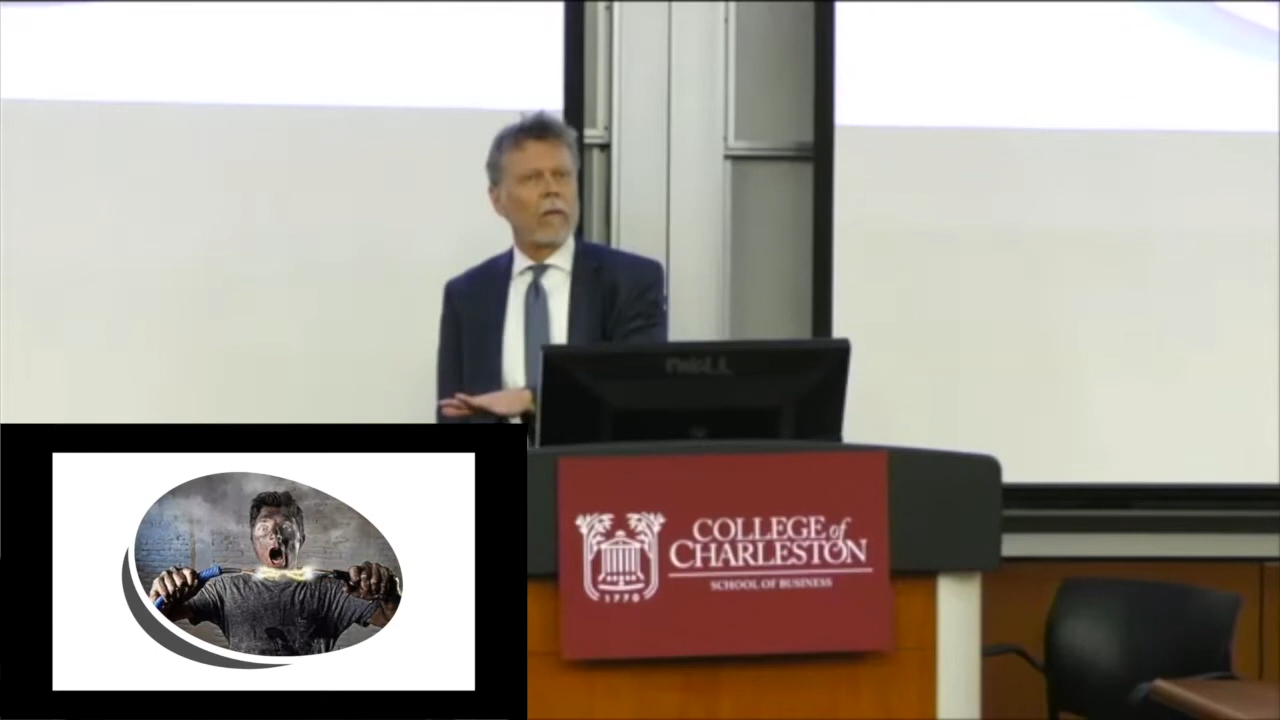 DELL
COLLEGE of
CHARLESTON
SCHOOL OF BUSINESS
1770